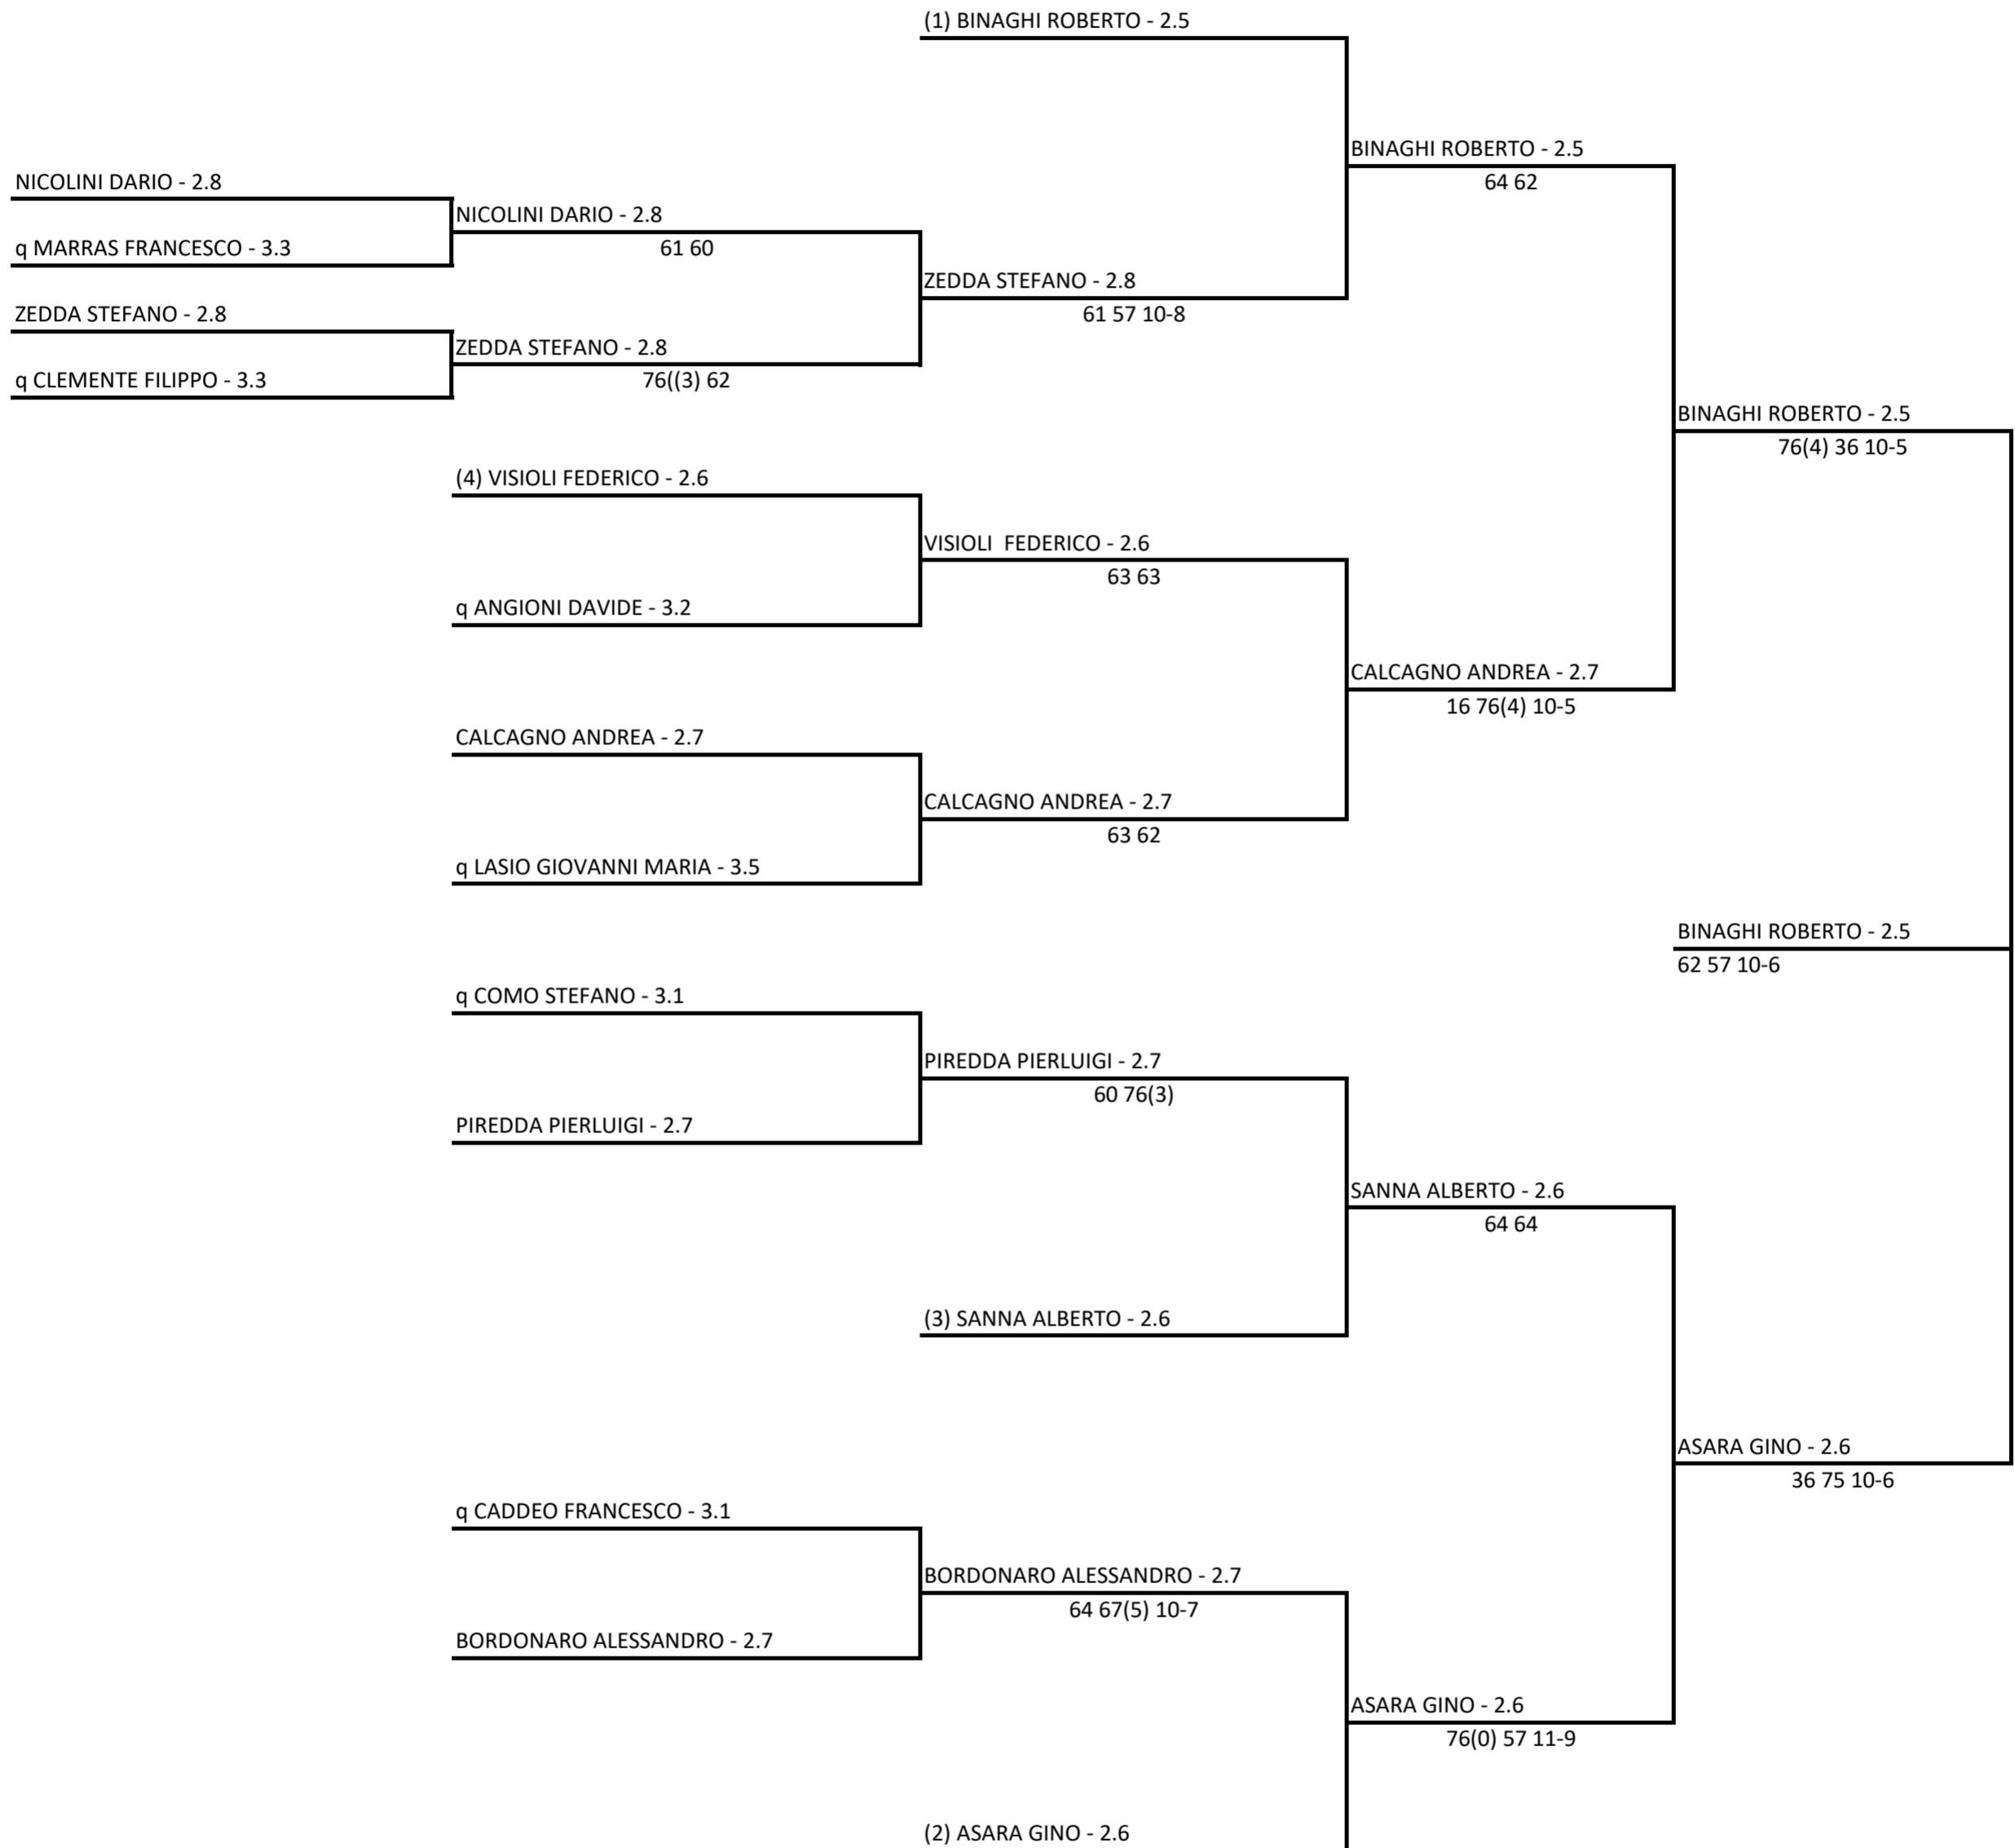 (1) BINAGHI ROBERTO - 2.5
BINAGHI ROBERTO - 2.5
64 62
NICOLINI DARIO - 2.8
NICOLINI DARIO - 2.8
61 60
q MARRAS FRANCESCO - 3.3
ZEDDA STEFANO - 2.8
61 57 10-8
ZEDDA STEFANO - 2.8
ZEDDA STEFANO - 2.8
76((3) 62
q CLEMENTE FILIPPO - 3.3
BINAGHI ROBERTO - 2.5
76(4) 36 10-5
(4) VISIOLI FEDERICO - 2.6
VISIOLI  FEDERICO - 2.6
63 63
q ANGIONI DAVIDE - 3.2
CALCAGNO ANDREA - 2.7
16 76(4) 10-5
CALCAGNO ANDREA - 2.7
CALCAGNO ANDREA - 2.7
63 62
q LASIO GIOVANNI MARIA - 3.5
BINAGHI ROBERTO - 2.5
62 57 10-6
q COMO STEFANO - 3.1
PIREDDA PIERLUIGI - 2.7
60 76(3)
PIREDDA PIERLUIGI - 2.7
SANNA ALBERTO - 2.6
64 64
(3) SANNA ALBERTO - 2.6
ASARA GINO - 2.6
36 75 10-6
q CADDEO FRANCESCO - 3.1
BORDONARO ALESSANDRO - 2.7
64 67(5) 10-7
BORDONARO ALESSANDRO - 2.7
ASARA GINO - 2.6
76(0) 57 11-9
(2) ASARA GINO - 2.6